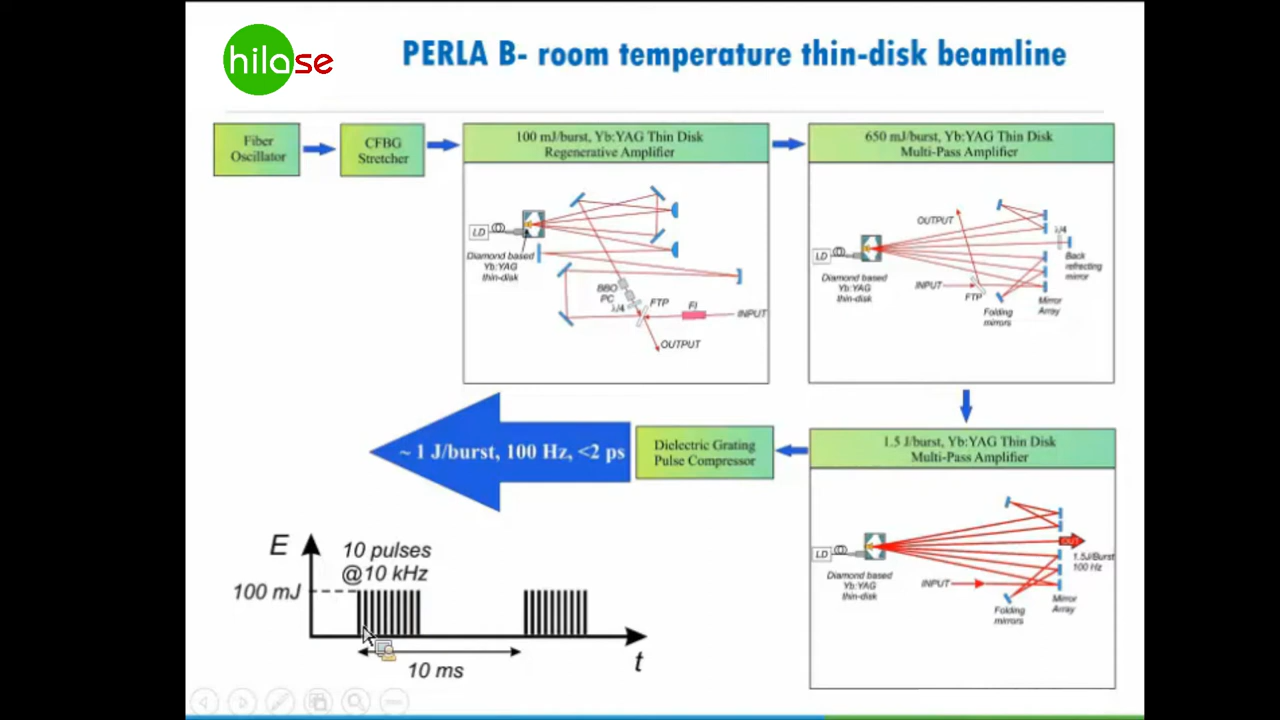 hilase
PERLA B- room temperature thin-disk beamline
Fiber
Oscillator
CFBG
Stretcher
100 mJ/burst, Yb:YAG Thin Disk
Regenerative Amplifier
LD
Diamond based
Yb:YAG
thin-disk
BBO
PC
λ/4
FTP
FI
INPUT
OUTPUT
650 mJ/burst, Yb:YAG Thin Disk
Multi-Pass Amplifier
OUTPUT
λ/4
LD
Back
refrecting
mirror
Diamond based
Yb:YAG
thin-disk
INPUT
FTP
Folding
mirrors
Mirror
Array
1.5 J/burst, Yb:YAG Thin Disk
Multi-Pass Amplifier
LD
OUT
1.5J/Burst
100 Hz
Diamond based
Yb:YAG
thin-disk
INPUT
Folding
mirrors
Mirror
Array
Dielectric Grating
Pulse Compressor
~ 1 J/burst, 100 Hz, <2 ps
E
10 pulses
@10 kHz
100 mJ
10 ms
t